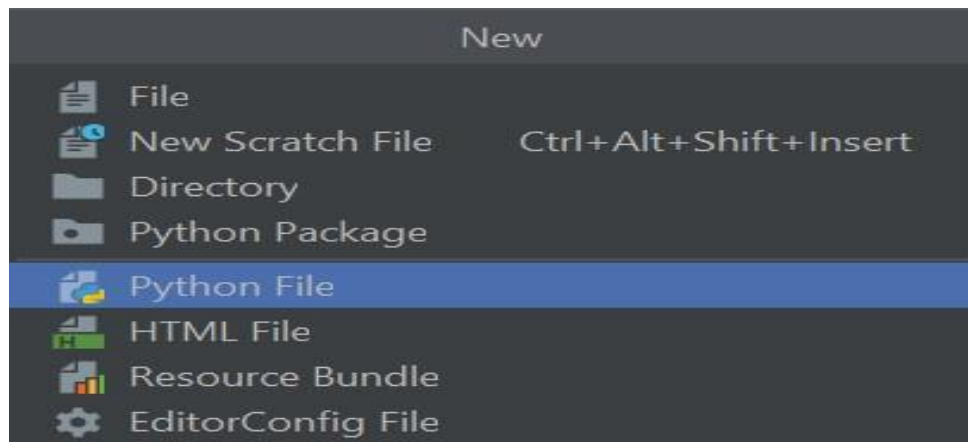 New
File
New Scratch File Ctrl+Alt+Shift+Insert
Directory
Python Package
Python File
H
HTML File
Resource Bundle
EditorConfig File